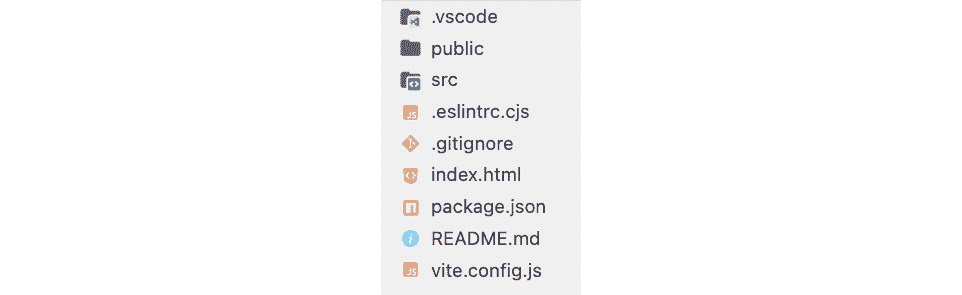 .vscode
public
src
.eslintrc.cjs
.gitignore
index.html
package.json
README.md
vite.config.js